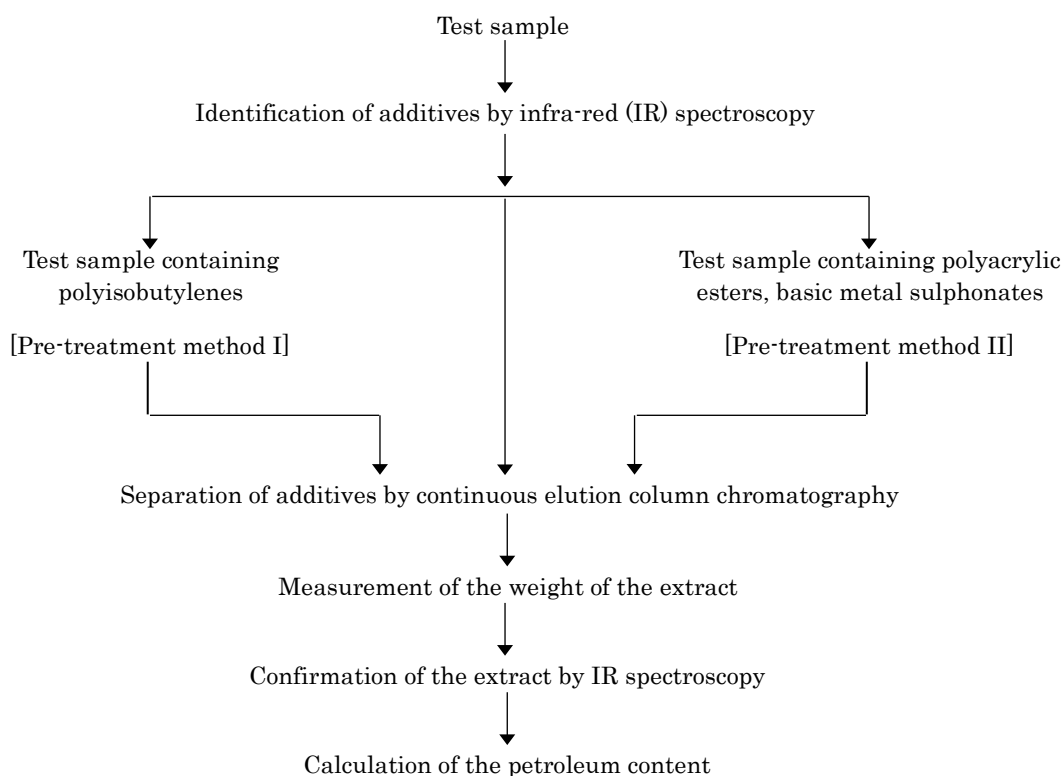 Test sample
Identification of additives by infra-red (IR) spectroscopy
Test sample containing
polyisobutylenes
[Pre-treatment method I]
Test sample containing polyacrylic
esters, basic metal sulphonates
[Pre-treatment method II]
Separation of additives by continuous elution column chromatography
Measurement of the weight of the extract
Confirmation of the extract by IR spectroscopy
Calculation of the petroleum content